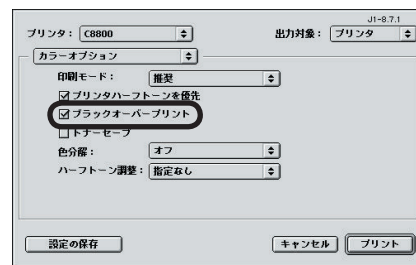 J1-8.7.1
プリンタ： C8800 出力対象： プリンタ
カラーオプション
印刷モード： 推奨
プリンタハーフトーンを優先
ブラックオーバープリント
トナーセーブ
色分解： オフ
ハーフトーン調整： 指定なし
設定の保存 キャンセル プリント